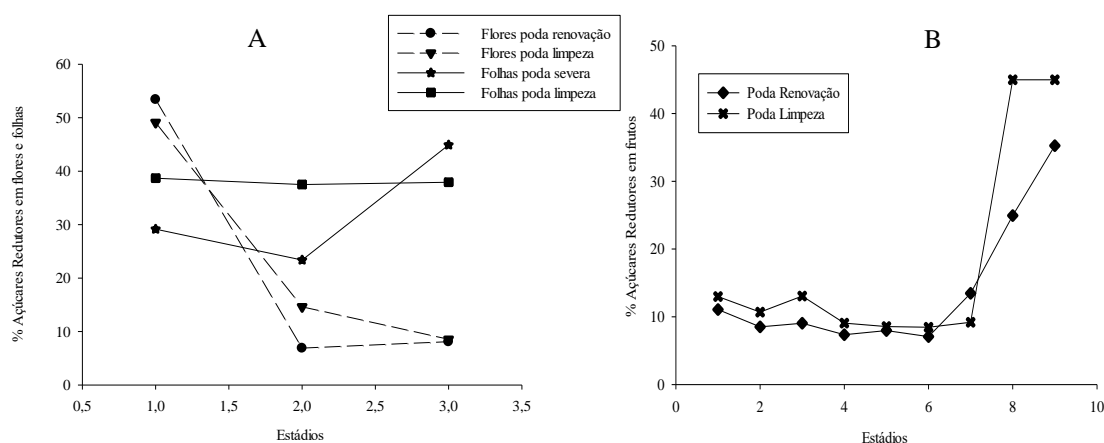 A
Flores poda renovação
Flores poda limpeza
Folhas poda severa
Folhas poda limpeza
% Açúcares Redutores em flores e folhas
60
50
40
30
20
10
0
0,5 1,0 1,5 2,0 2,5 3,0 3,5
Estádios
B
Poda Renovação
Poda Limpeza
% Açúcares Redutores em frutos
50
40
30
20
10
0
0 2 4 6 8 10
Estádios